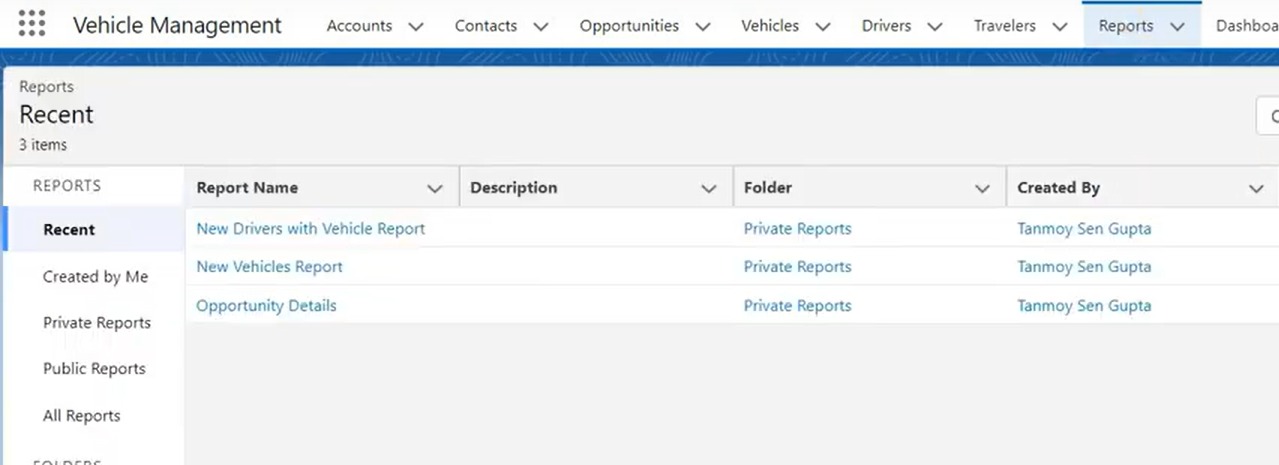 Vehicle Management Accounts Contacts Opportunities Vehicles Drivers Travelers Reports
Reports
Recent
3 items
REPORTS Report Name Description Folder Created By
Recent New Drivers with Vehicle Report Private Reports Tanmoy Sen Gupta
Created by Me New Vehicles Report Private Reports Tanmoy Sen Gupta
Opportunity Details Private Reports Tanmoy Sen Gupta
Private Reports
Public Reports
All Reports
FOLDERS